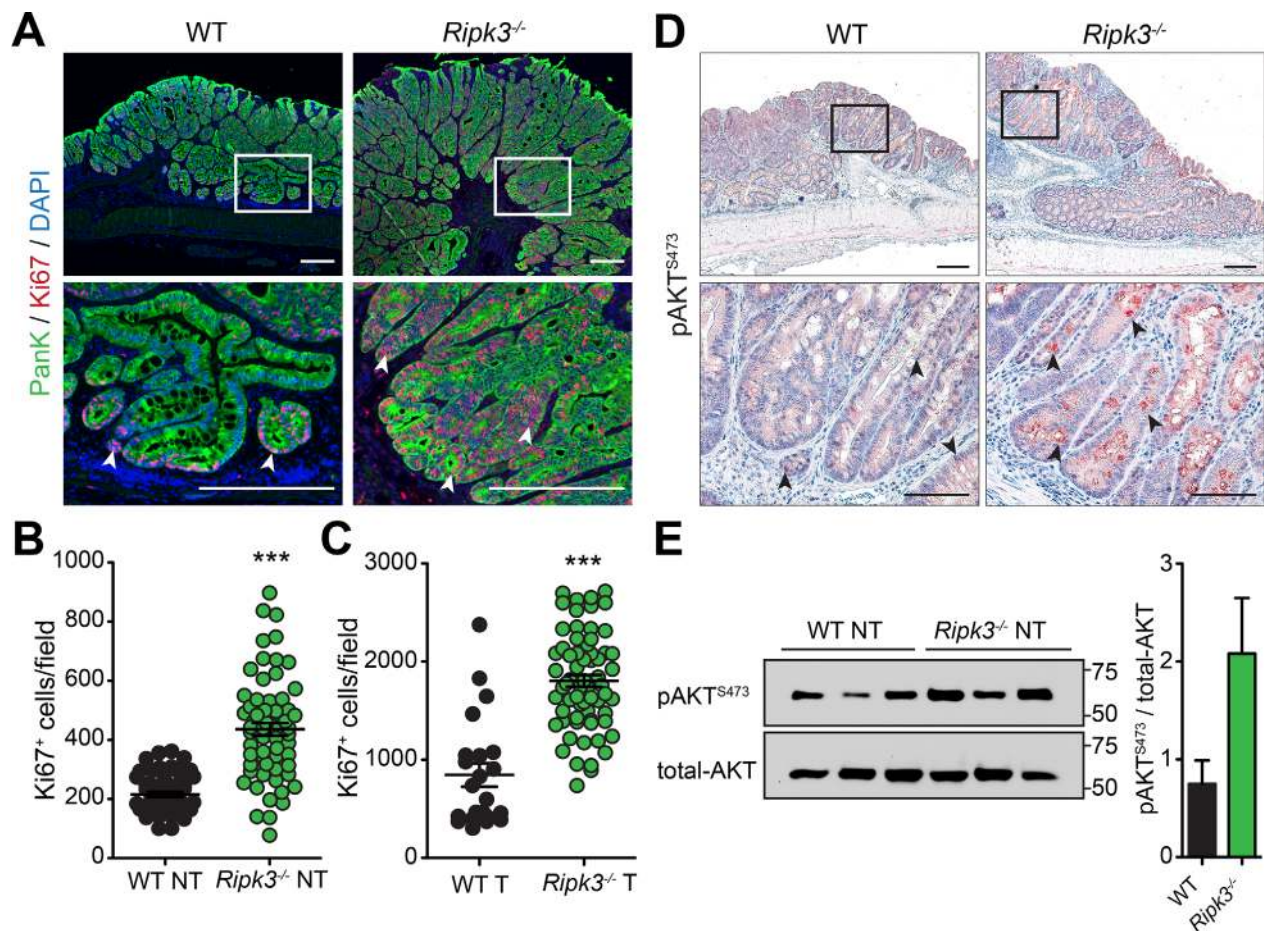 A
WT
Ripk3-/-
PanK / Ki67 / DAPI
B
Ki67+ cells/field
1000
800
600
400
200
0
***
WT NT
Ripk3-/- NT
C
Ki67+ cells/field
3000
2000
1000
0
***
WT T
Ripk3-/- T
D
WT
Ripk3-/-
pAKTS473
E
WT NT
Ripk3-/- NT
pAKTS473
75
50
total-AKT
75
50
pAKTS473 / total-AKT
3
2
1
0
WT
Ripk3-/-